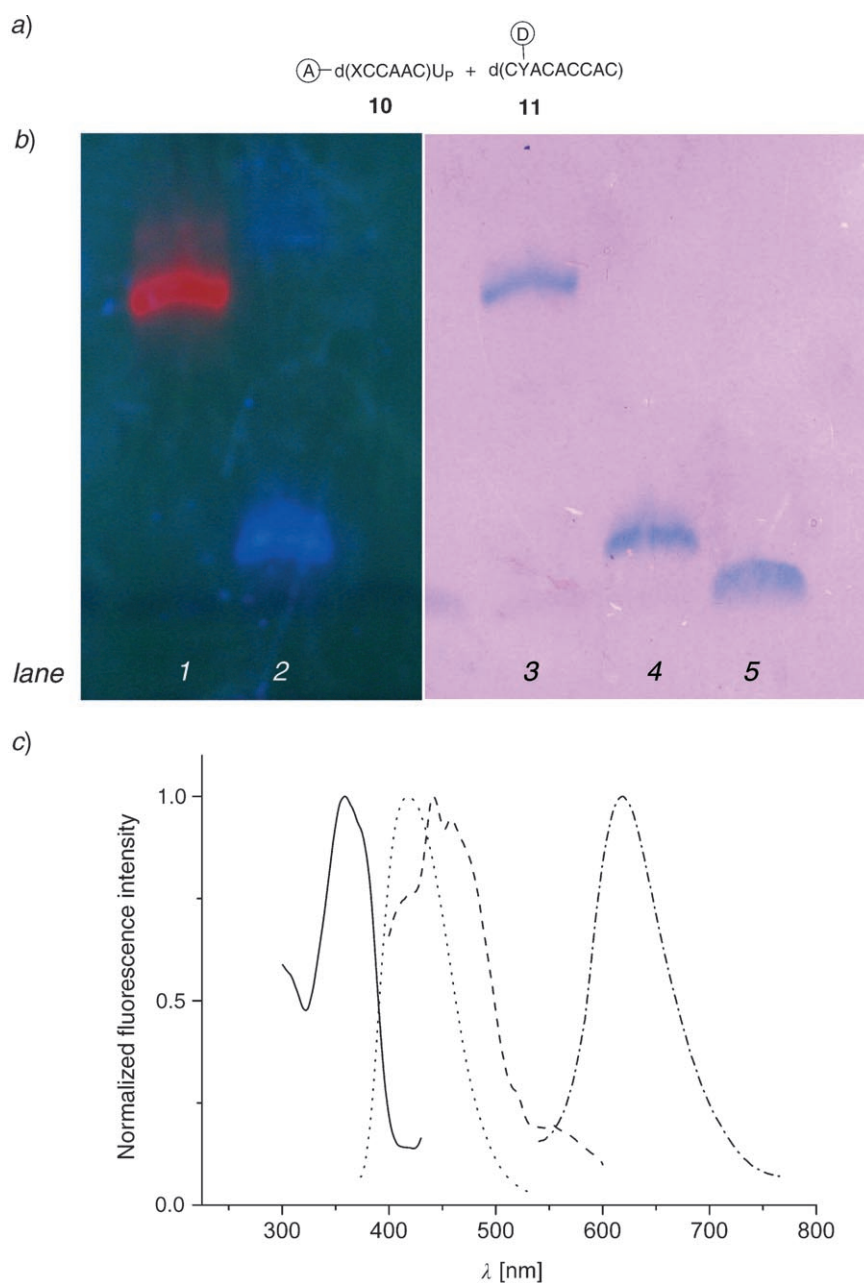 a)
D
A–d(XCCAAC)UP + d(CYACACCAC)
10 11
b)
lane 1 2 3 4 5
c)
Normalized fluorescence intensity
1.0
0.5
0.0
300 400 500 600 700 800
λ [nm]